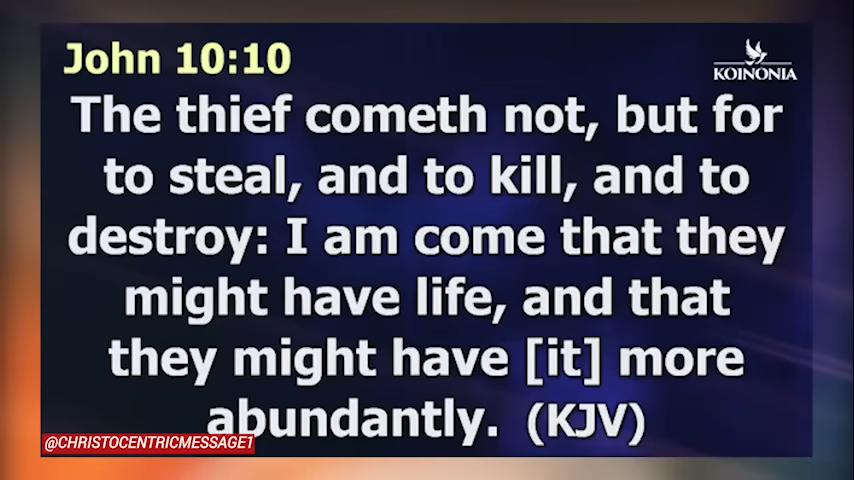 John 10:10
KOINONIA
The thief cometh not, but for
to steal, and to kill, and to
destroy: I am come that they
might have life, and that
they might have [it] more
abundantly. (KJV)
@CHRISTOCENTRICMESSAGE1